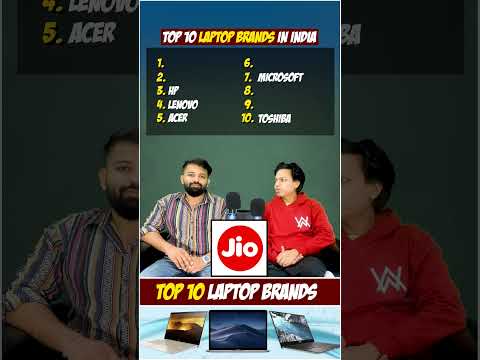 TOP 10 LAPTOP BRANDS IN INDIA
1.
2.
3. HP
4. LENOVO
5. ACER
6.
7. MICROSOFT
8.
9.
10. TOSHIBA
Jio
TOP 10 LAPTOP BRANDS
4. LENOVO
5. ACER
IBA